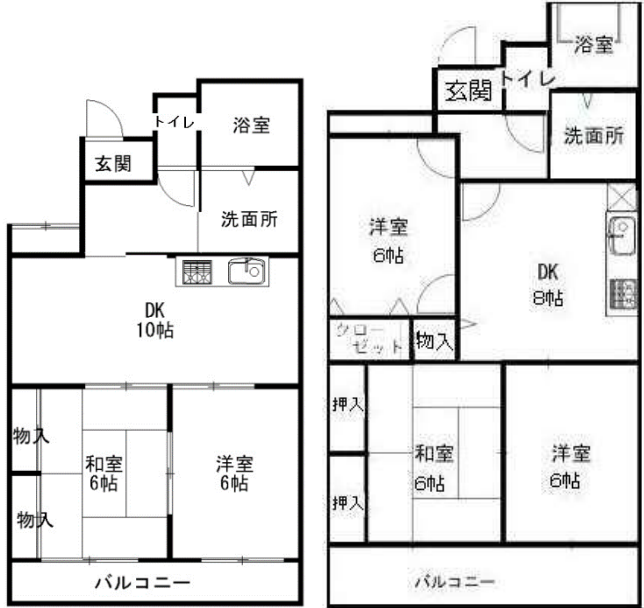 トイレ
浴室
玄関
洗面所
DK
10帖
物入
和室
6帖
洋室
6帖
物入
バルコニー
浴室
トイレ
玄関
洗面所
洋室
6帖
DK
8帖
クロー
ゼット
物入
押入
和室
6帖
洋室
6帖
押入
バルコニー